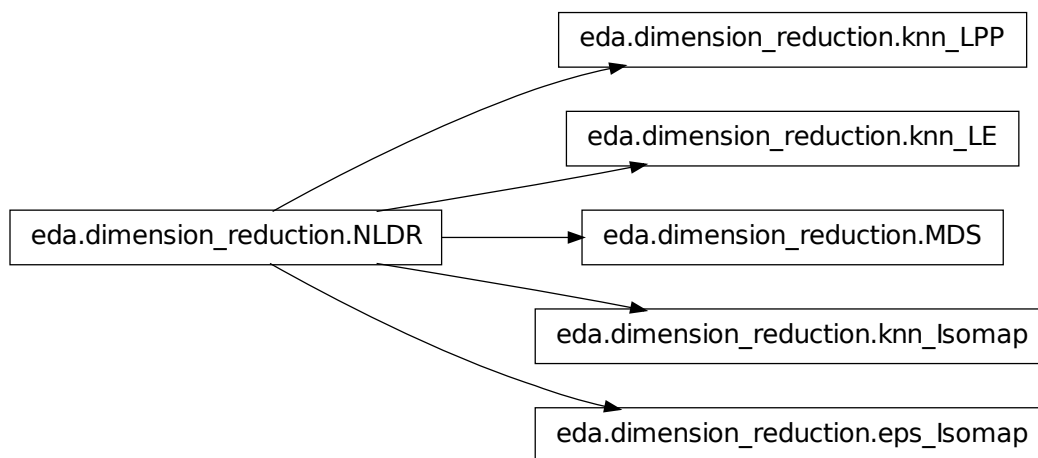 eda.dimension_reduction.knn_LPP
eda.dimension_reduction.knn_LE
eda.dimension_reduction.NLDR
eda.dimension_reduction.MDS
eda.dimension_reduction.knn_Isomap
eda.dimension_reduction.eps_Isomap